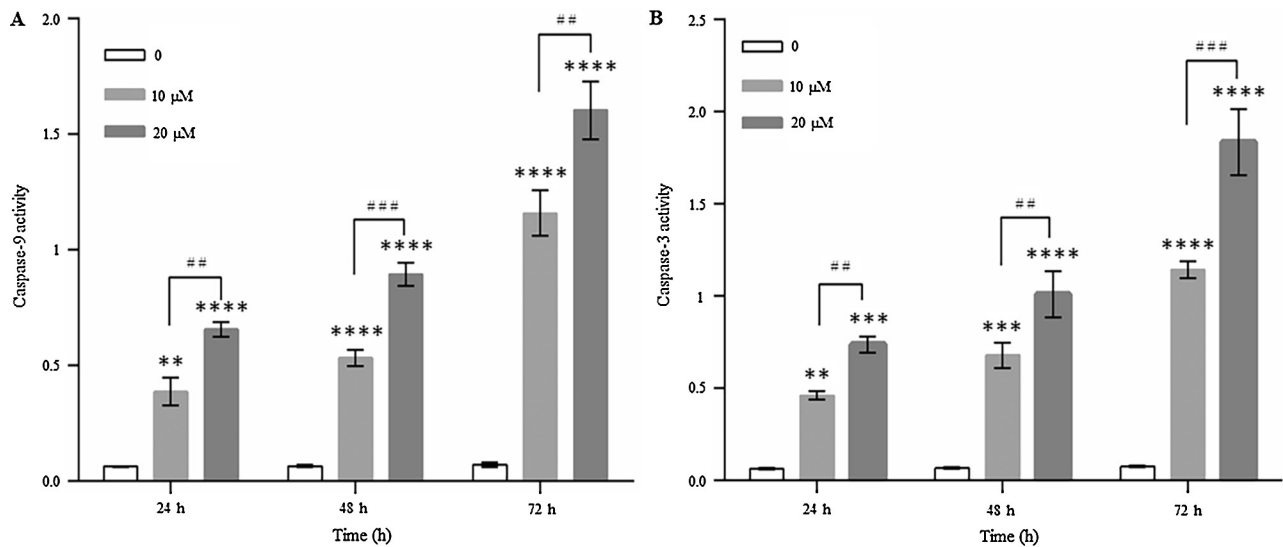 A
2.0
1.5
1
0.5
0.0
Caspase-9 activity
0
10 μM
20 μM
##
###
##
**
****
****
****
****
****
24 h
48 h
72 h
Time (h)
B
2.5
2.0
1.5
1
0.5
0.0
Caspase-3 activity
0
10 μM
20 μM
##
##
###
**
***
***
****
****
****
24 h
48 h
72 h
Time (h)